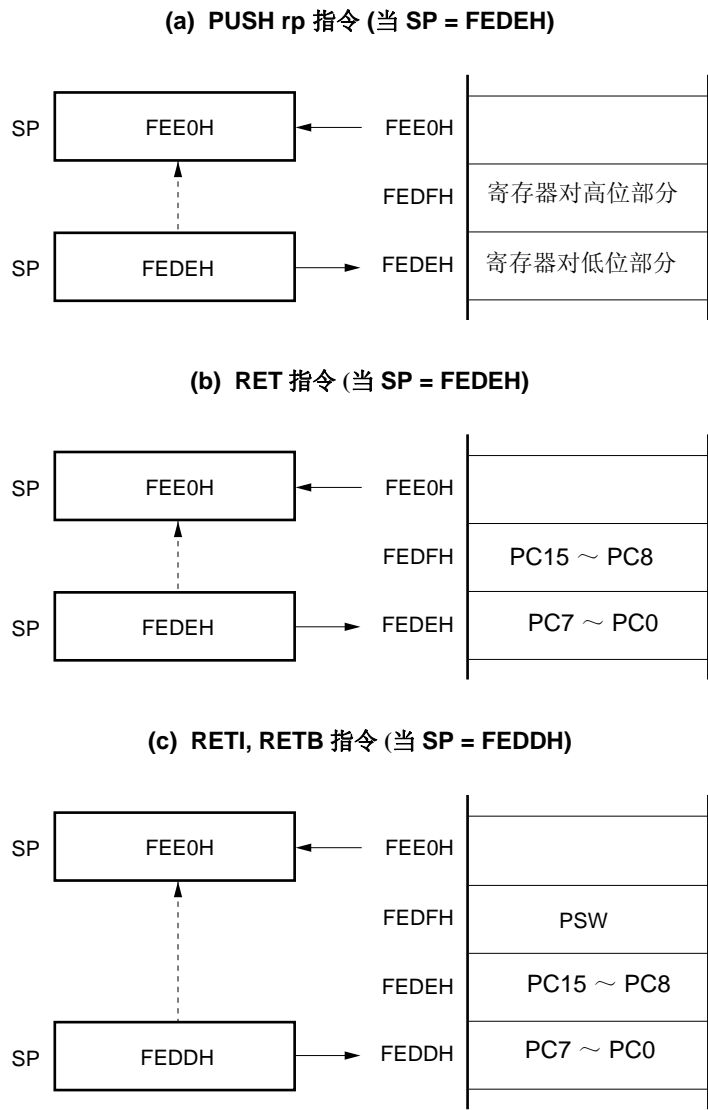 (a) PUSH rp 指令 (当 SP = FEDEH)
SP FEE0H FEE0H
FEDFH 寄存器对高位部分
SP FEDEH FEDEH 寄存器对低位部分
(b) RET 指令 (当 SP = FEDEH)
SP FEE0H FEE0H
FEDFH PC15 ～ PC8
SP FEDEH FEDEH PC7 ～ PC0
(c) RETI, RETB 指令 (当 SP = FEDDH)
SP FEE0H FEE0H
FEDFH PSW
FEDEH PC15 ～ PC8
SP FEDDH FEDDH PC7 ～ PC0